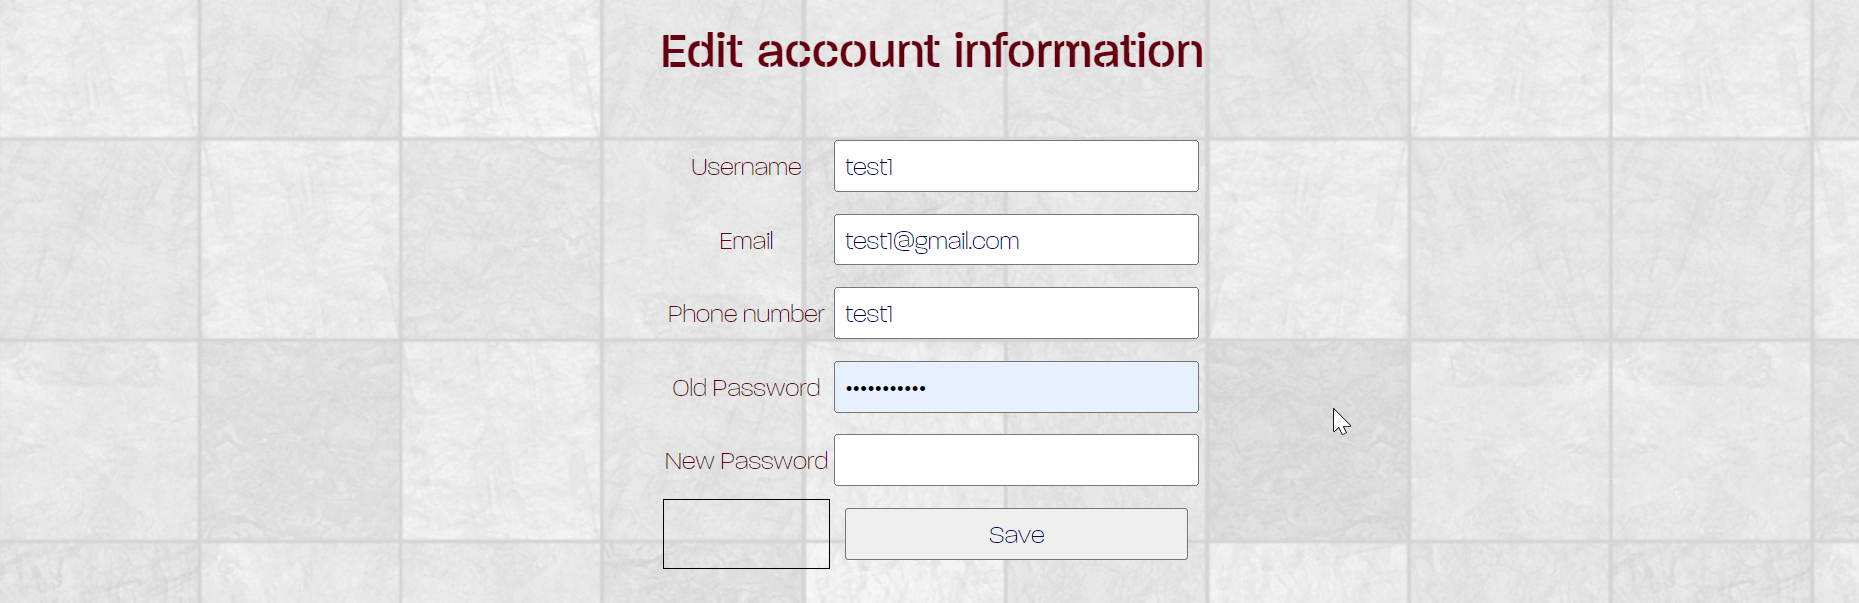 Edit account information
Username test1
Email test1@gmail.com
Phone number test1
Old Password •••••••••••
New Password
Save